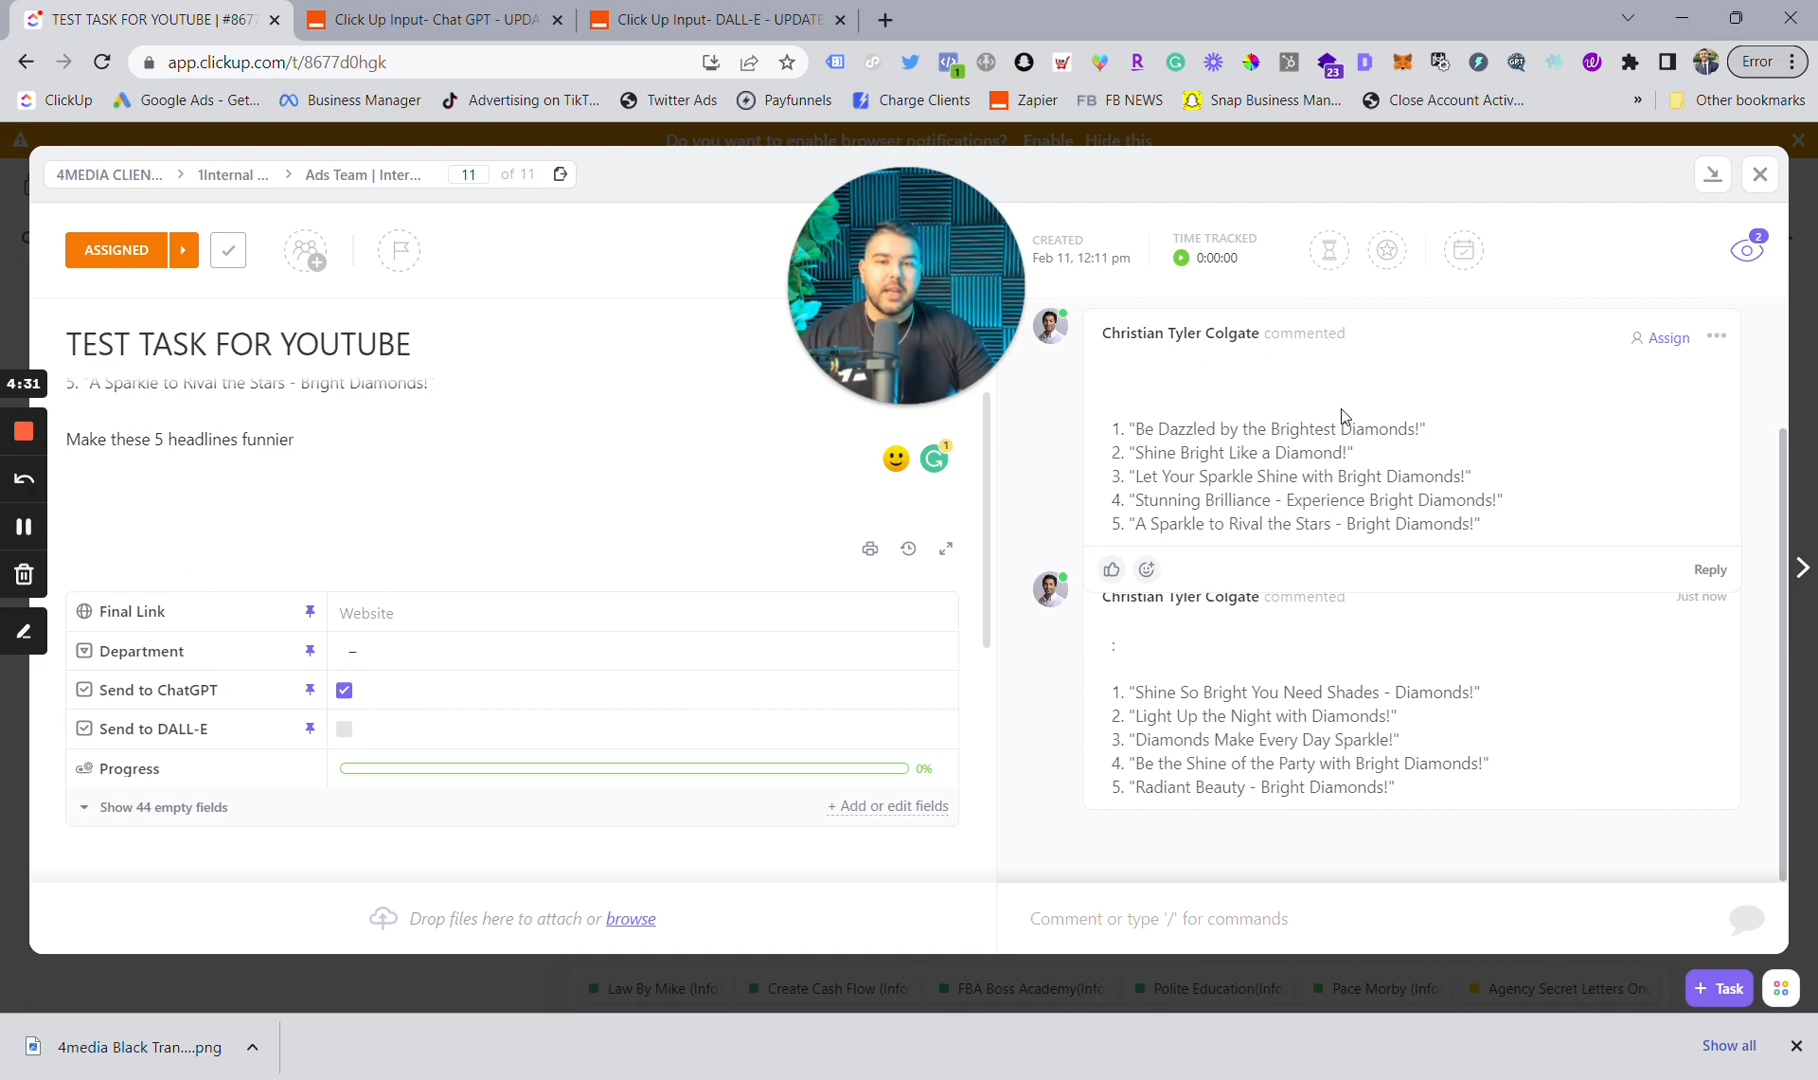 TEST TASK FOR YOUTUBE | #867
Click Up Input- Chat GPT - UPDA
Click Up Input- DALL-E - UPDATE
app.clickup.com/t/8677d0hgk
1
23
Error
ClickUp
Google Ads - Get...
Business Manager
Advertising on TikT...
Twitter Ads
Payfunnels
Charge Clients
Zapier
FB FB NEWS
Snap Business Man...
Close Account Activ...
»
Other bookmarks
Do you want to enable browser notifications? Enable Hide this
4MEDIA CLIEN... > 1Internal ... > Ads Team | Inter... 11 of 11
ASSIGNED
CREATED
Feb 11, 12:11 pm
TIME TRACKED
0:00:00
2
TEST TASK FOR YOUTUBE
4:31
5. "A Sparkle to Rival the Stars - Bright Diamonds!"
Make these 5 headlines funnier
1
Final Link
Website
Department
–
Send to ChatGPT
Send to DALL-E
Progress
0%
Show 44 empty fields
+ Add or edit fields
Drop files here to attach or browse
Christian Tyler Colgate commented
Assign
1. "Be Dazzled by the Brightest Diamonds!"
2. "Shine Bright Like a Diamond!"
3. "Let Your Sparkle Shine with Bright Diamonds!"
4. "Stunning Brilliance - Experience Bright Diamonds!"
5. "A Sparkle to Rival the Stars - Bright Diamonds!"
Reply
Christian Tyler Colgate commented
Just now
:
1. "Shine So Bright You Need Shades - Diamonds!"
2. "Light Up the Night with Diamonds!"
3. "Diamonds Make Every Day Sparkle!"
4. "Be the Shine of the Party with Bright Diamonds!"
5. "Radiant Beauty - Bright Diamonds!"
Comment or type '/' for commands
Law By Mike (Info
Create Cash Flow (Info
FBA Boss Academy(Info
Polite Education(Info
Pace Morby (Info
Agency Secret Letters On
+ Task
4media Black Tran....png
Show all